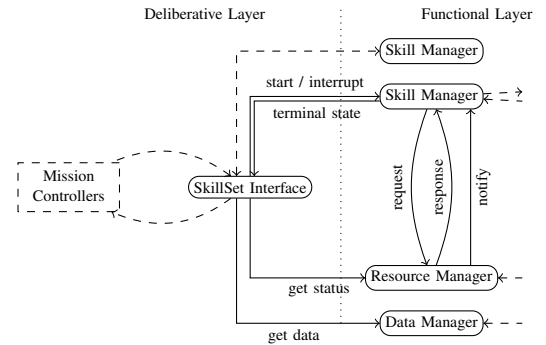 Deliberative Layer
Functional Layer
Skill Manager
start / interrupt
Skill Manager
terminal state
Mission
Controllers
SkillSet Interface
request
response
notify
Resource Manager
get status
Data Manager
get data